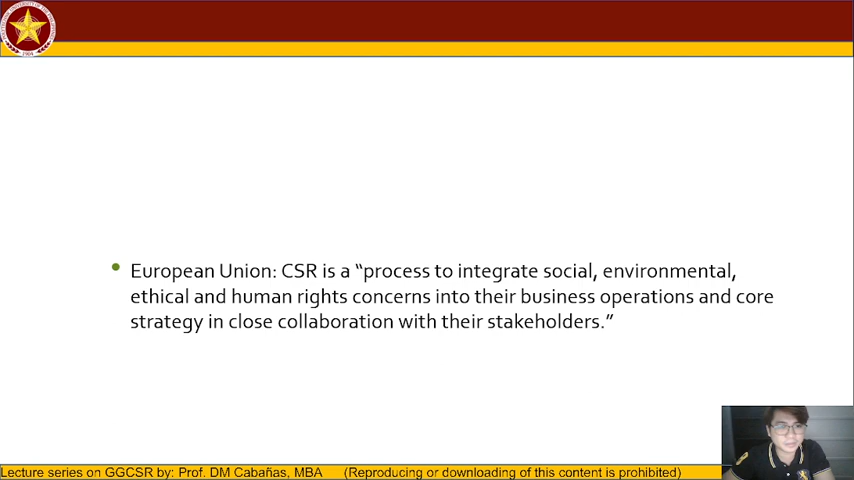 European Union: CSR is a “process to integrate social, environmental,
ethical and human rights concerns into their business operations and core
strategy in close collaboration with their stakeholders.”
Lecture series on GGCSR by: Prof. DM Cabañas, MBA (Reproducing or downloading of this content is prohibited)